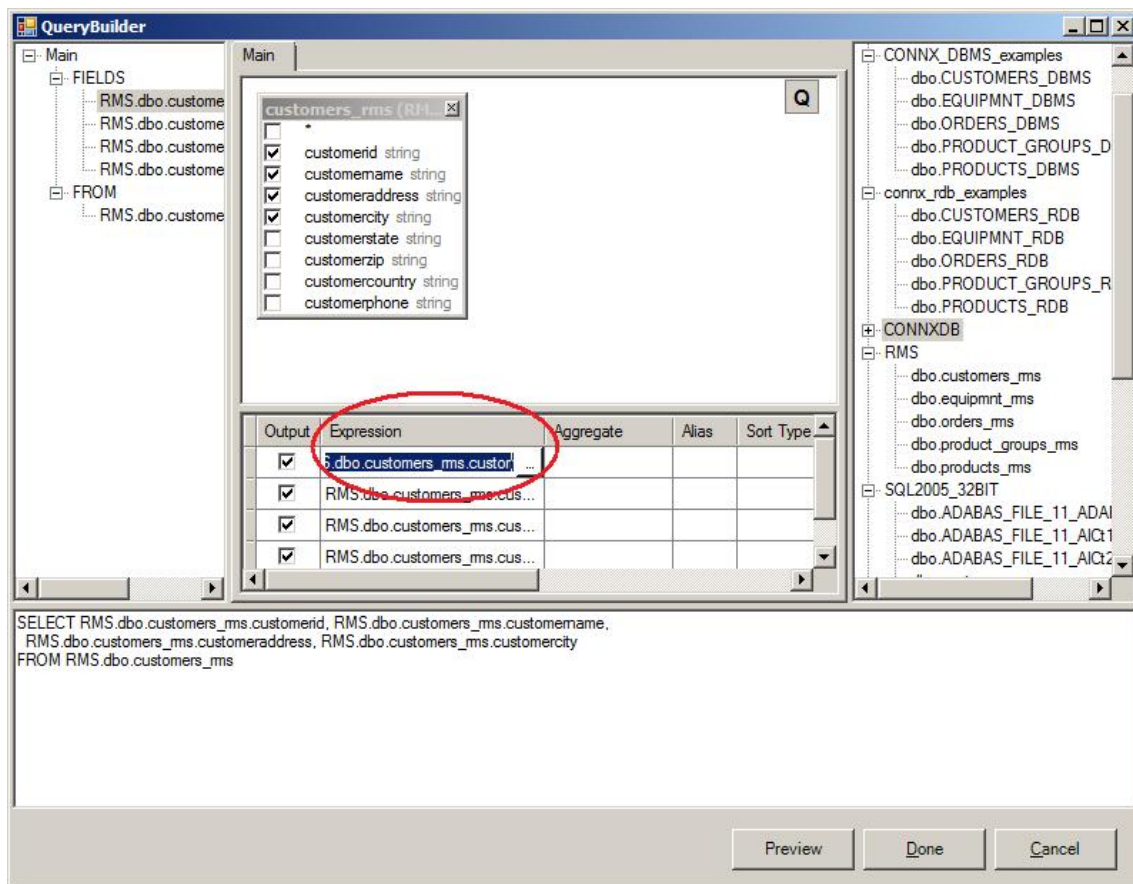 QueryBuilder
Main
FIELDS
RMS.dbo.custome
RMS.dbo.custome
RMS.dbo.custome
RMS.dbo.custome
FROM
RMS.dbo.custome
Main
Q
customers_rms (RM...
*
customerid string
customername string
customeraddress string
customercity string
customerstate string
customerzip string
customercountry string
customerphone string
Output Expression Aggregate Alias Sort Type
S.dbo.customers_rms.custor ...
RMS.dbo.customers_rms.cus...
RMS.dbo.customers_rms.cus...
RMS.dbo.customers_rms.cus...
CONNX_DBMS_examples
dbo.CUSTOMERS_DBMS
dbo.EQUIPMNT_DBMS
dbo.ORDERS_DBMS
dbo.PRODUCT_GROUPS_D
dbo.PRODUCTS_DBMS
connx_rdb_examples
dbo.CUSTOMERS_RDB
dbo.EQUIPMNT_RDB
dbo.ORDERS_RDB
dbo.PRODUCT_GROUPS_R
dbo.PRODUCTS_RDB
CONNXDB
RMS
dbo.customers_rms
dbo.equipmnt_rms
dbo.orders_rms
dbo.product_groups_rms
dbo.products_rms
SQL2005_32BIT
dbo.ADABAS_FILE_11_ADAI
dbo.ADABAS_FILE_11_AICt1
dbo.ADABAS_FILE_11_AICt2
SELECT RMS.dbo.customers_rms.customerid, RMS.dbo.customers_rms.customername,
RMS.dbo.customers_rms.customeraddress, RMS.dbo.customers_rms.customercity
FROM RMS.dbo.customers_rms
Preview Done Cancel